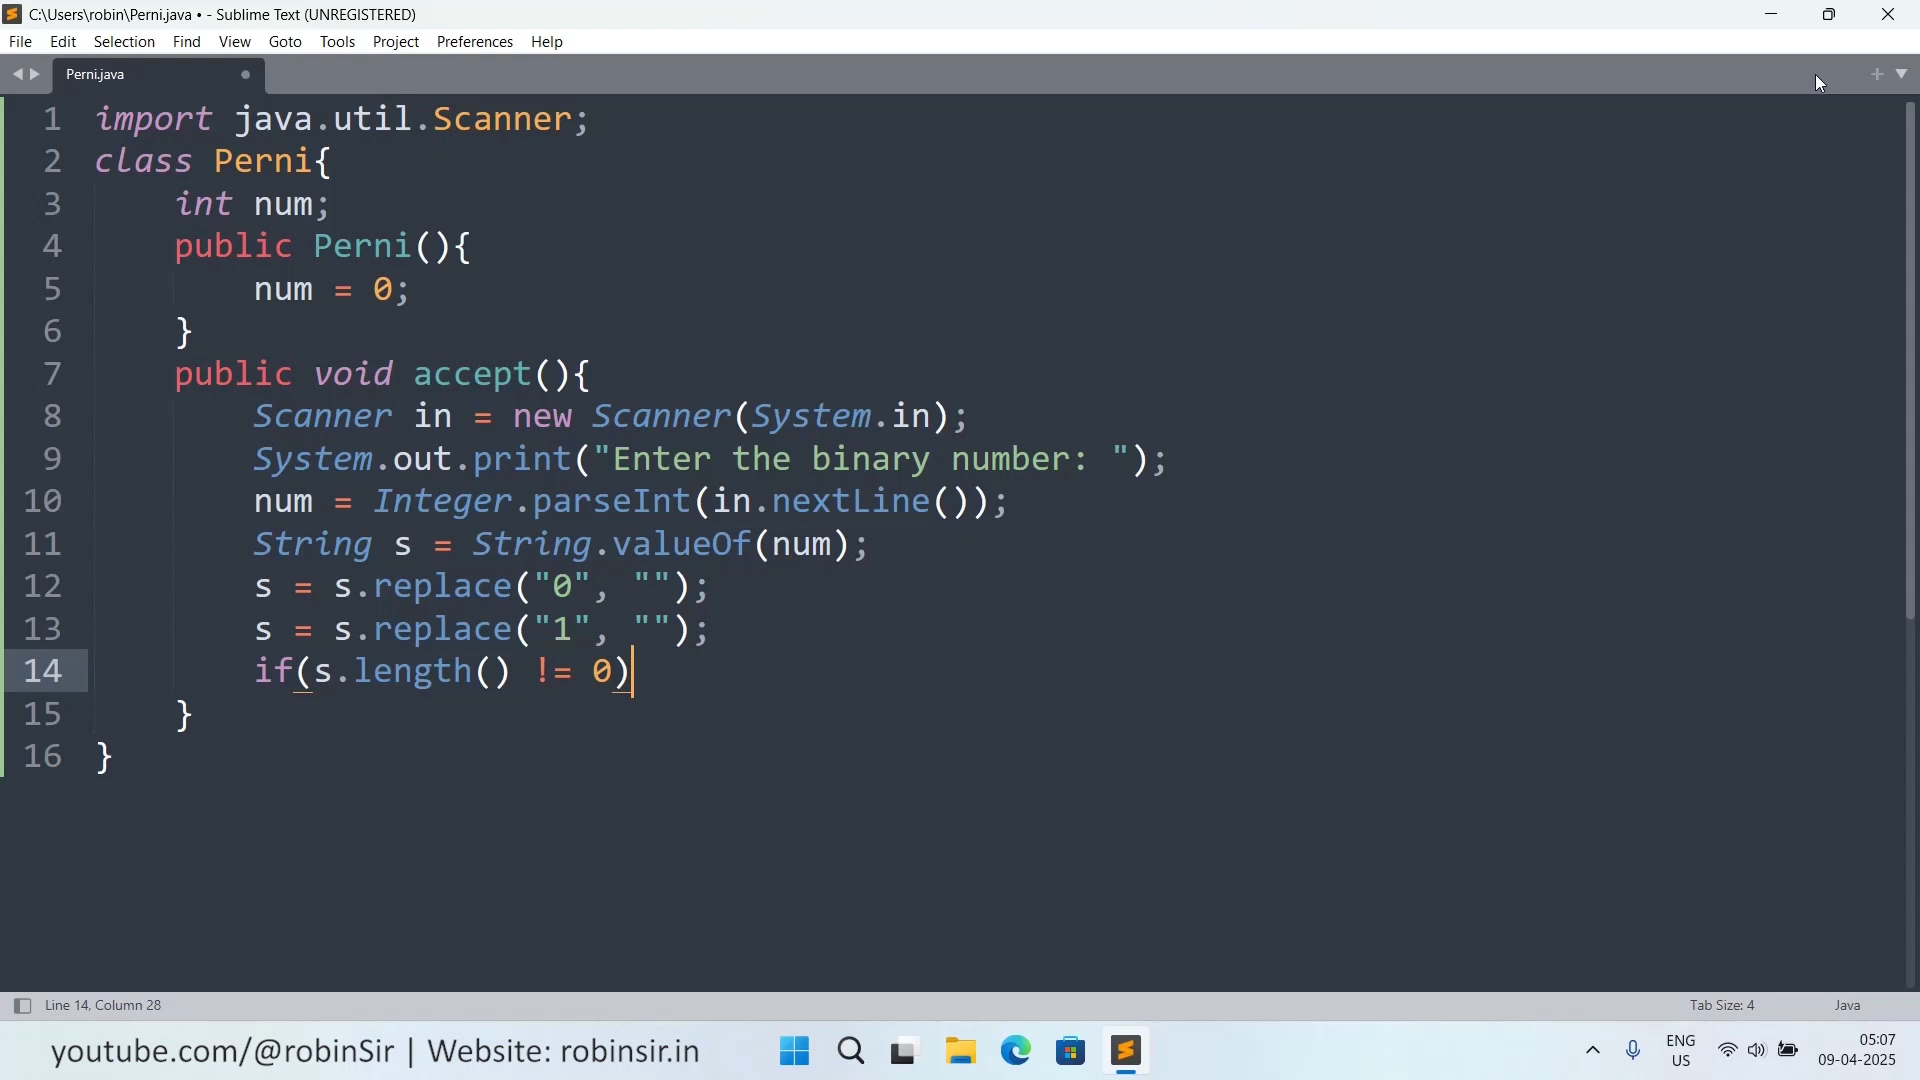 C:\Users\robin\Perni.java • - Sublime Text (UNREGISTERED)
File Edit Selection Find View Goto Tools Project Preferences Help
Perni.java
1 import java.util.Scanner;
2 class Perni{
3 int num;
4 public Perni(){
5 num = 0;
6 }
7 public void accept(){
8 Scanner in = new Scanner(System.in);
9 System.out.print("Enter the binary number: ");
10 num = Integer.parseInt(in.nextLine());
11 String s = String.valueOf(num);
12 s = s.replace("0", "");
13 s = s.replace("1", "");
14 if(s.length() != 0)
15 }
16 }
Line 14, Column 28 Tab Size: 4 Java
youtube.com/@robinSir | Website: robinsir.in
ENG
US
05:07
09-04-2025